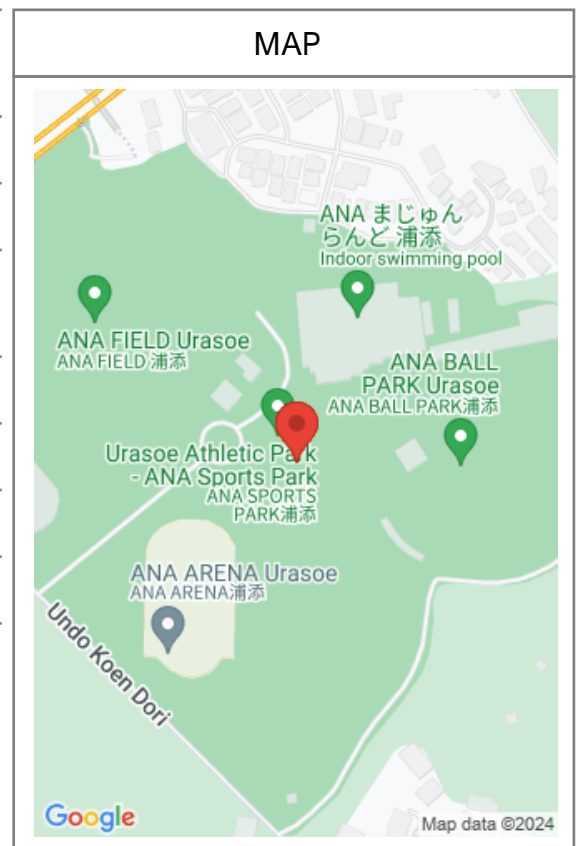 MAP
ANA まじゅん
らんど 浦添
Indoor swimming pool
ANA FIELD Urasoe
ANA FIELD 浦添
ANA BALL
PARK Urasoe
ANA BALL PARK浦添
Urasoe Athletic Park
- ANA Sports Park
ANA SPORTS
PARK浦添
ANA ARENA Urasoe
ANA ARENA浦添
Undo Koen Dori
Google
Map data ©2024